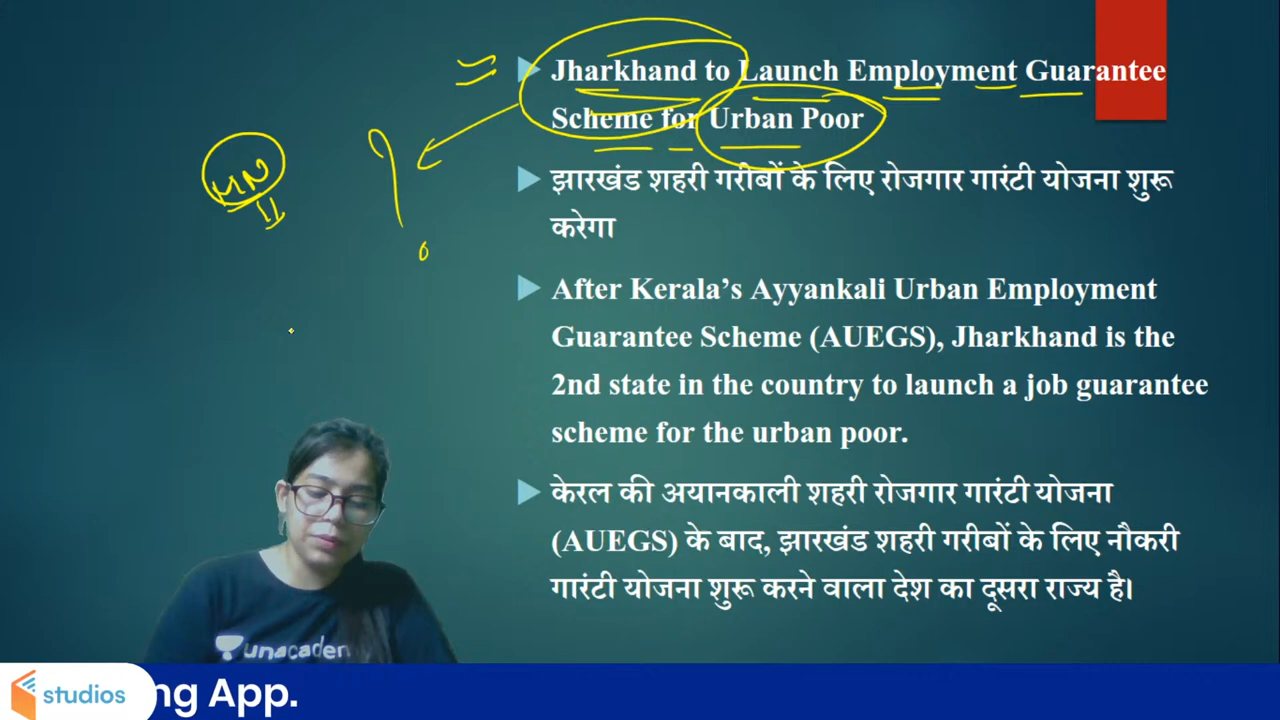 Jharkhand to Launch Employment Guarantee
Scheme for Urban Poor
झारखंड शहरी गरीबों के लिए रोजगार गारंटी योजना शुरू
करेगा
After Kerala's Ayyankali Urban Employment
Guarantee Scheme (AUEGS), Jharkhand is the
2nd state in the country to launch a job guarantee
scheme for the urban poor.
केरल की अयानकाली शहरी रोजगार गारंटी योजना
(AUEGS) के बाद, झारखंड शहरी गरीबों के लिए नौकरी
गारंटी योजना शुरू करने वाला देश का दूसरा राज्य है।
unacadem
studios
ng App.